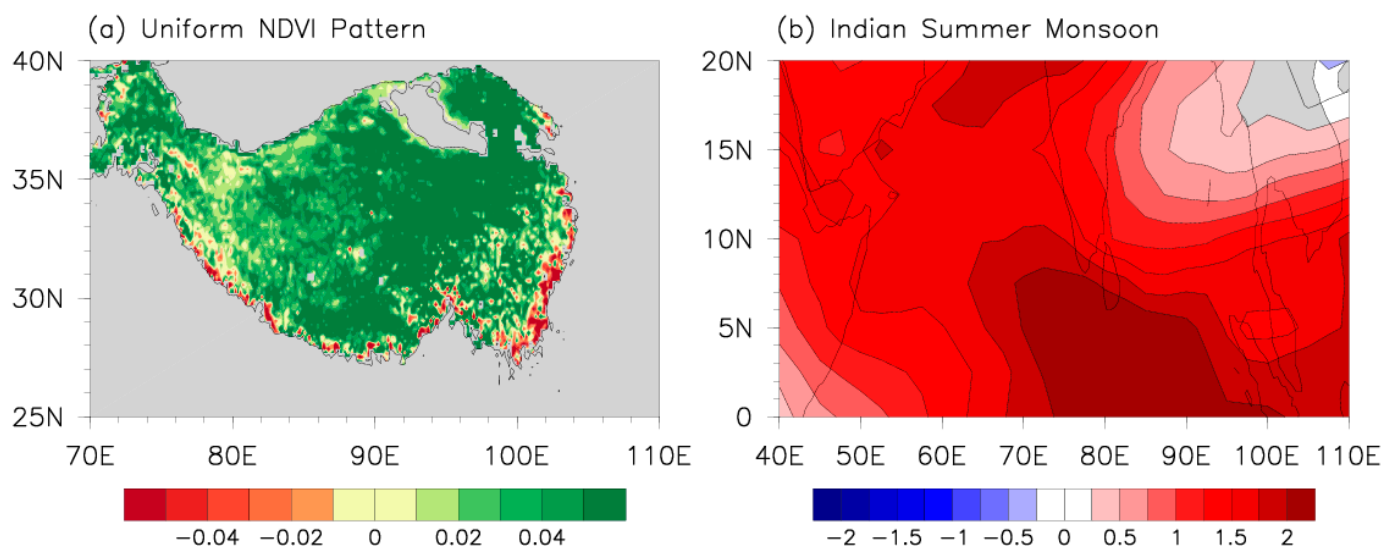 (a) Uniform NDVI Pattern
40N
35N
30N
25N
70E 80E 90E 100E 110E
−0.04 −0.02 0 0.02 0.04
(b) Indian Summer Monsoon
20N
15N
10N
5N
0
40E 50E 60E 70E 80E 90E 100E 110E
−2 −1.5 −1 −0.5 0 0.5 1 1.5 2